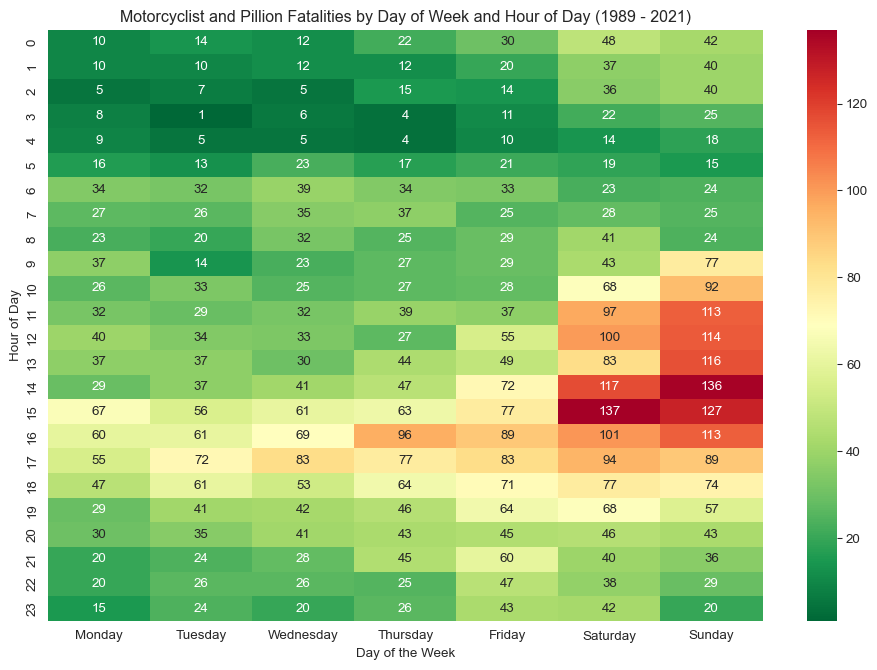 Motorcyclist and Pillion Fatalities by Day of Week and Hour of Day (1989 - 2021)
Hour of Day
0 10 14 12 22 30 48 42
1 10 10 12 12 20 37 40
2 5 7 5 15 14 36 40
3 8 1 6 4 11 22 25
4 9 5 5 4 10 14 18
5 16 13 23 17 21 19 15
6 34 32 39 34 33 23 24
7 27 26 35 37 25 28 25
8 23 20 32 25 29 41 24
9 37 14 23 27 29 43 77
10 26 33 25 27 28 68 92
11 32 29 32 39 37 97 113
12 40 34 33 27 55 100 114
13 37 37 30 44 49 83 116
14 29 37 41 47 72 117 136
15 67 56 61 63 77 137 127
16 60 61 69 96 89 101 113
17 55 72 83 77 83 94 89
18 47 61 53 64 71 77 74
19 29 41 42 46 64 68 57
20 30 35 41 43 45 46 43
21 20 24 28 45 60 40 36
22 20 26 26 25 47 38 29
23 15 24 20 26 43 42 20
Monday Tuesday Wednesday Thursday Friday Saturday Sunday
Day of the Week
120
100
80
60
40
20